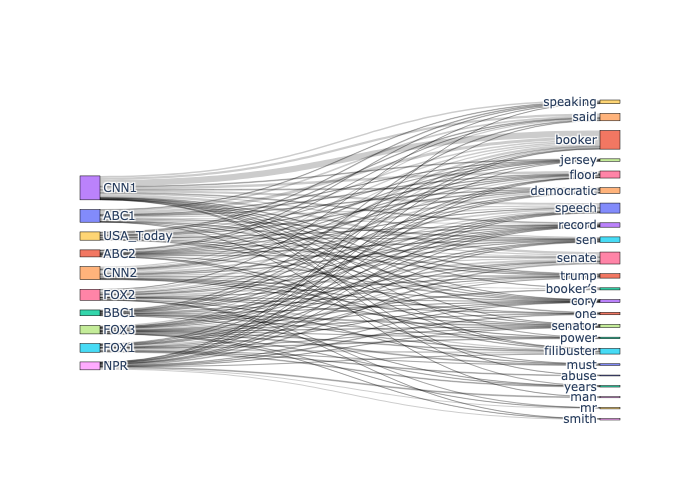 CNN1
ABC1
USA_Today
ABC2
CNN2
FOX2
BBC1
FOX3
FOX1
NPR
speaking
said
booker
jersey
floor
democratic
speech
record
sen
senate
trump
booker's
cory
one
senator
power
filibuster
must
abuse
years
man
mr
smith